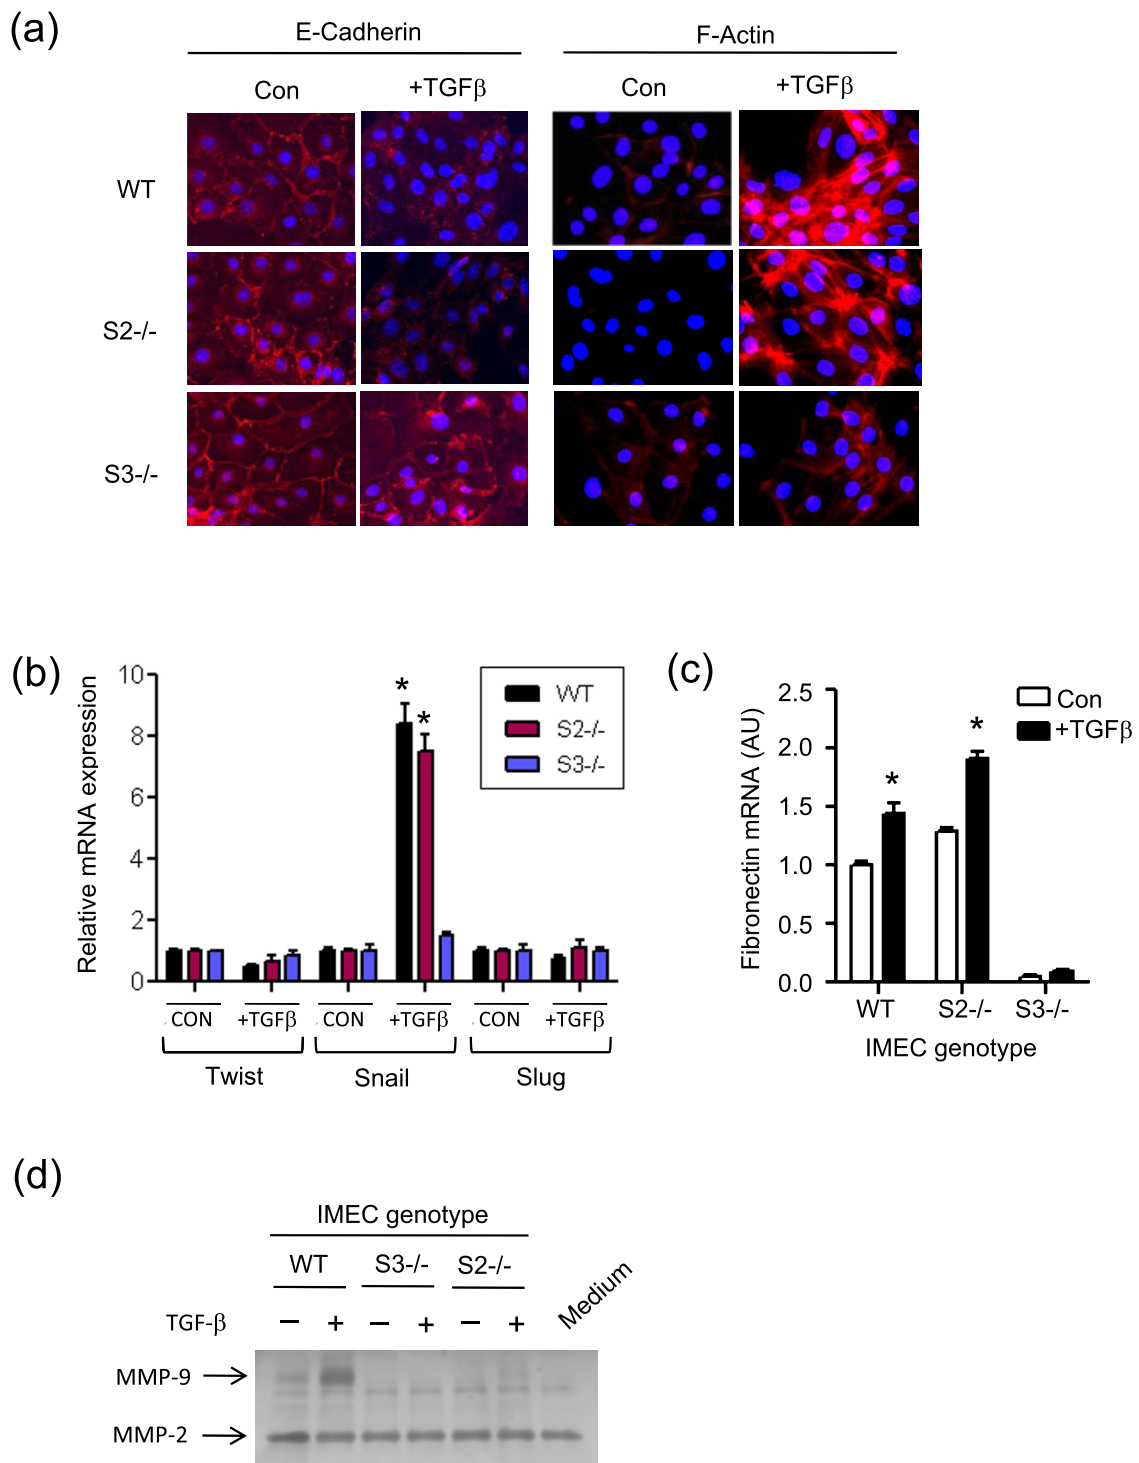 (a)
E-Cadherin
F-Actin
Con
+TGFβ
Con
+TGFβ
WT
S2-/-
S3-/-
(b)
Relative mRNA expression
10
8
6
4
2
0
* *
WT
S2-/-
S3-/-
CON
+TGFβ
CON
+TGFβ
CON
+TGFβ
Twist
Snail
Slug
(c)
Fibronectin mRNA (AU)
2.5
2.0
1.5
1.0
0.5
0.0
* *
Con
+TGFβ
WT
S2-/-
S3-/-
IMEC genotype
(d)
IMEC genotype
WT
S3-/-
S2-/-
Medium
TGF-β − + − + − +
MMP-9
MMP-2